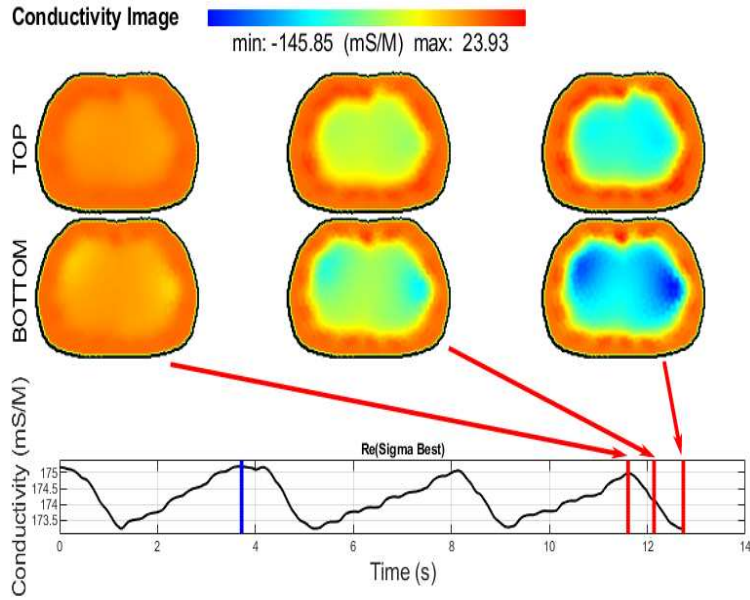 Conductivity Image
min: -145.85 (mS/M) max: 23.93
TOP
BOTTOM
Conductivity (mS/M)
Re(Sigma Best)
175
174.5
174
173.5
0 2 4 6 8 10 12 14
Time (s)